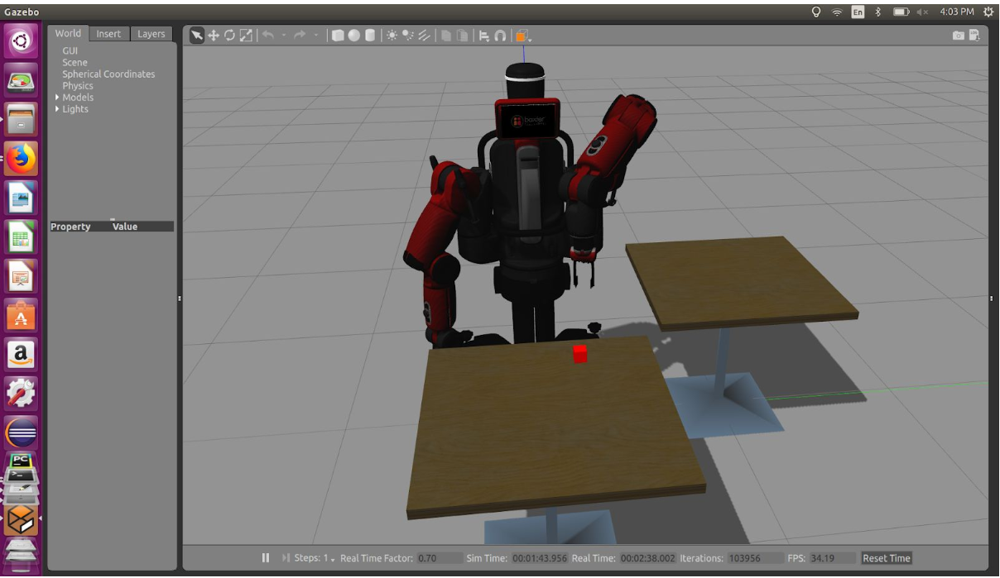 Gazebo
En
4:03 PM
World Insert Layers
GUI
Scene
Spherical Coordinates
Physics
Models
Lights
Property Value
baxter
PC
a
Steps: 1 Real Time Factor: 0.70 Sim Time: 00:01:43.956 Real Time: 00:02:38.002 Iterations: 103956 FPS: 34.19 Reset Time